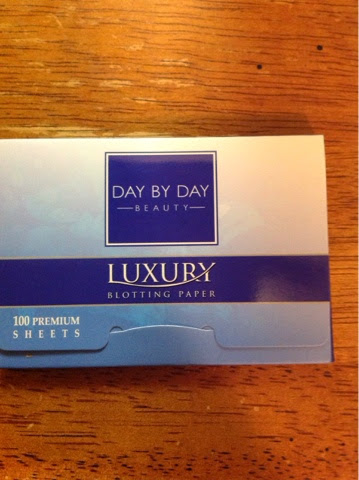 DAY BY DAY
BEAUTY
LUXURY
BLOTTING PAPER
100 PREMIUM
SHEETS